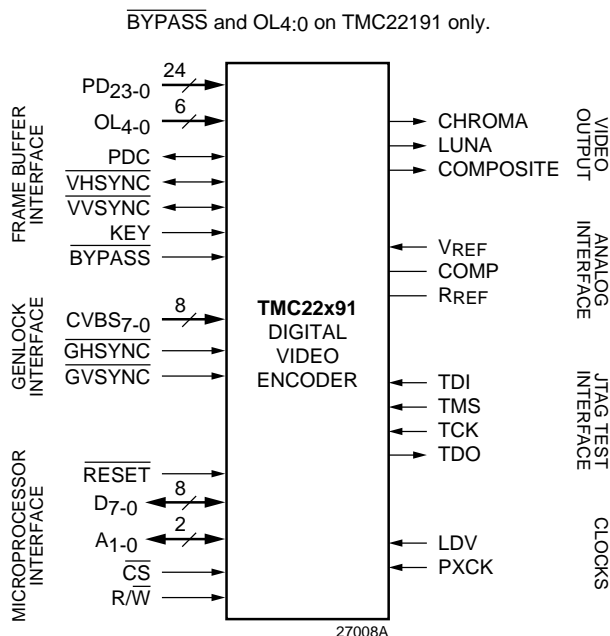 BYPASS and OL4:0 on TMC22191 only.
FRAME BUFFER
INTERFACE
24
PD23-0
6
OL4-0
PDC
VHSYNC
VVSYNC
KEY
BYPASS
GENLOCK
INTERFACE
8
CVBS7-0
GHSYNC
GVSYNC
MICROPROCESSOR
INTERFACE
RESET
8
D7-0
2
A1-0
CS
R/W
TMC22x91
DIGITAL
VIDEO
ENCODER
CHROMA
LUNA
COMPOSITE
VIDEO
OUTPUT
VREF
COMP
RREF
ANALOG
INTERFACE
TDI
TMS
TCK
TDO
JTAG TEST
INTERFACE
LDV
PXCK
CLOCKS
27008A